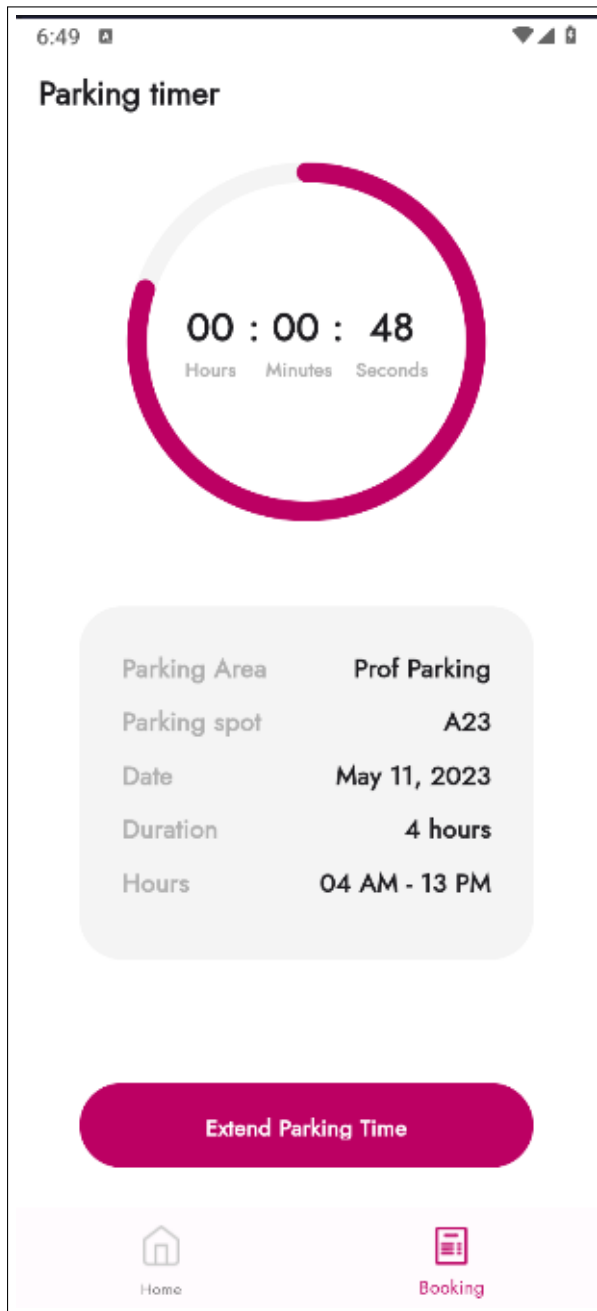 6:49
Parking timer
00 : 00 : 48
Hours Minutes Seconds
Parking Area Prof Parking
Parking spot A23
Date May 11, 2023
Duration 4 hours
Hours 04 AM - 13 PM
Extend Parking Time
Home Booking